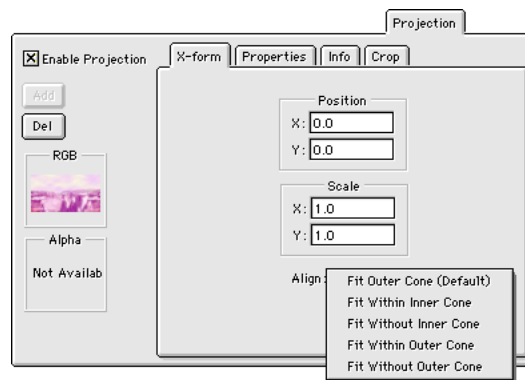 Projection
Enable Projection
X-form Properties Info Crop
Add
Del
Position
X: 0.0
Y: 0.0
RGB
Scale
X: 1.0
Y: 1.0
Alpha
Not Availab
Align:
Fit Outer Cone (Default)
Fit Within Inner Cone
Fit Without Inner Cone
Fit Within Outer Cone
Fit Without Outer Cone